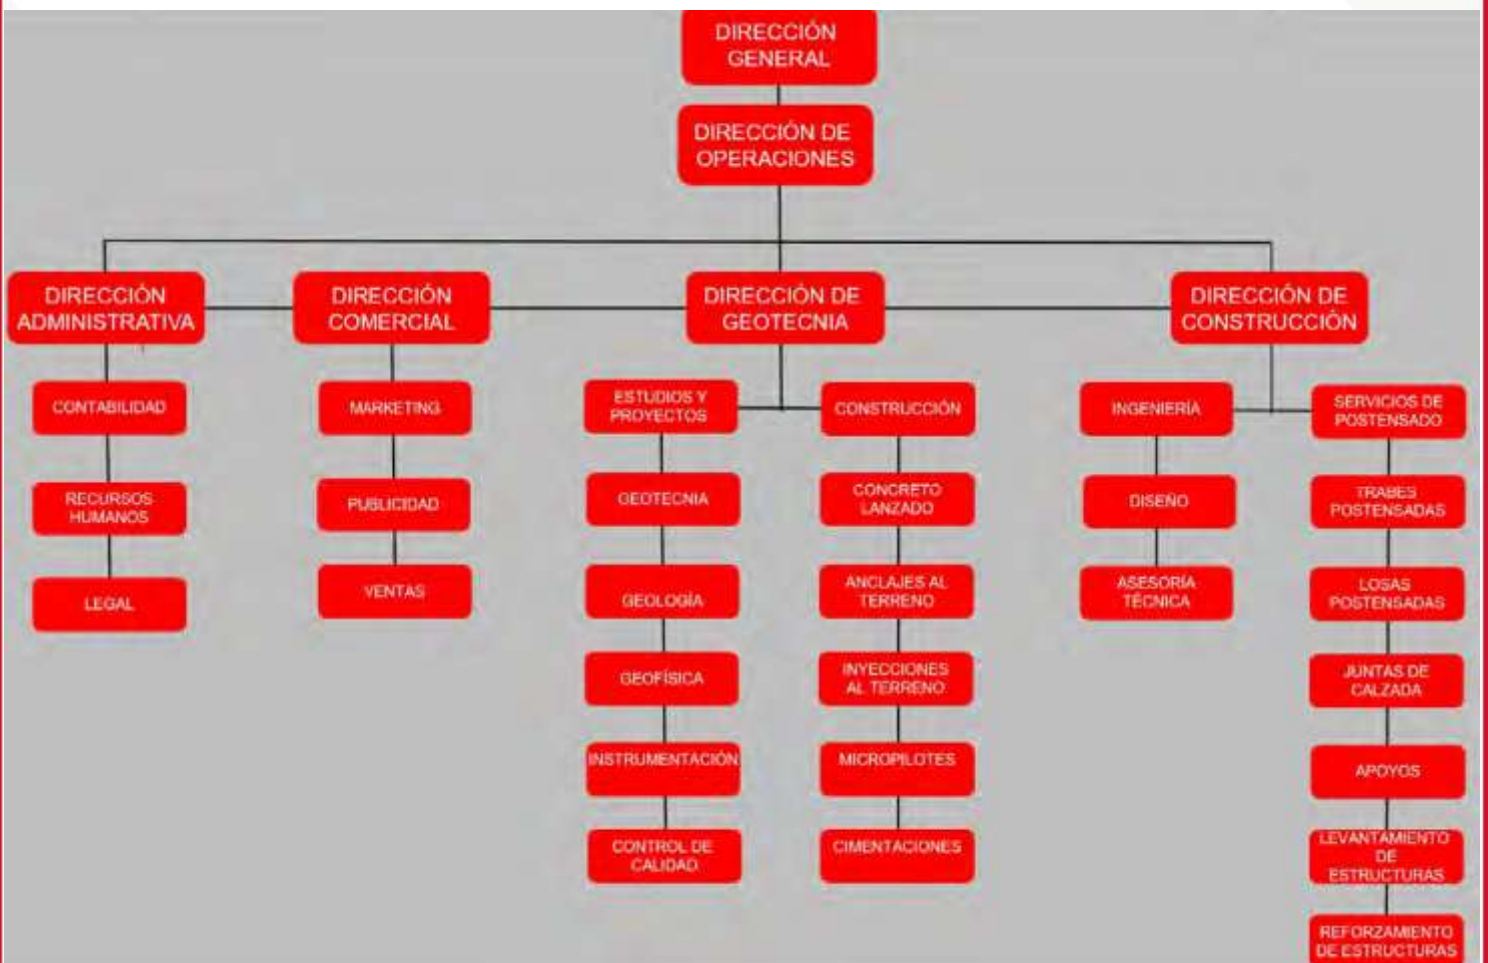 DIRECCIÓN
GENERAL
DIRECCIÓN DE
OPERACIONES
DIRECCIÓN
ADMINISTRATIVA
DIRECCIÓN
COMERCIAL
DIRECCIÓN DE
GEOTECNIA
DIRECCIÓN DE
CONSTRUCCIÓN
CONTABILIDAD
RECURSOS
HUMANOS
LEGAL
MARKETING
PUBLICIDAD
VENTAS
ESTUDIOS Y
PROYECTOS
GEOTECNIA
GEOLOGÍA
GEOFÍSICA
INSTRUMENTACIÓN
CONTROL DE
CALIDAD
CONSTRUCCIÓN
CONCRETO
LANZADO
ANCLAJES AL
TERRENO
INYECCIONES
AL TERRENO
MICROPILOTES
CIMENTACIONES
INGENIERÍA
DISEÑO
ASESORÍA
TÉCNICA
SERVICIOS DE
POSTENSADO
TRABES
POSTENSADAS
LOSAS
POSTENSADAS
JUNTAS DE
CALZADA
APOYOS
LEVANTAMIENTO
DE
ESTRUCTURAS
REFORZAMIENTO
DE ESTRUCTURAS